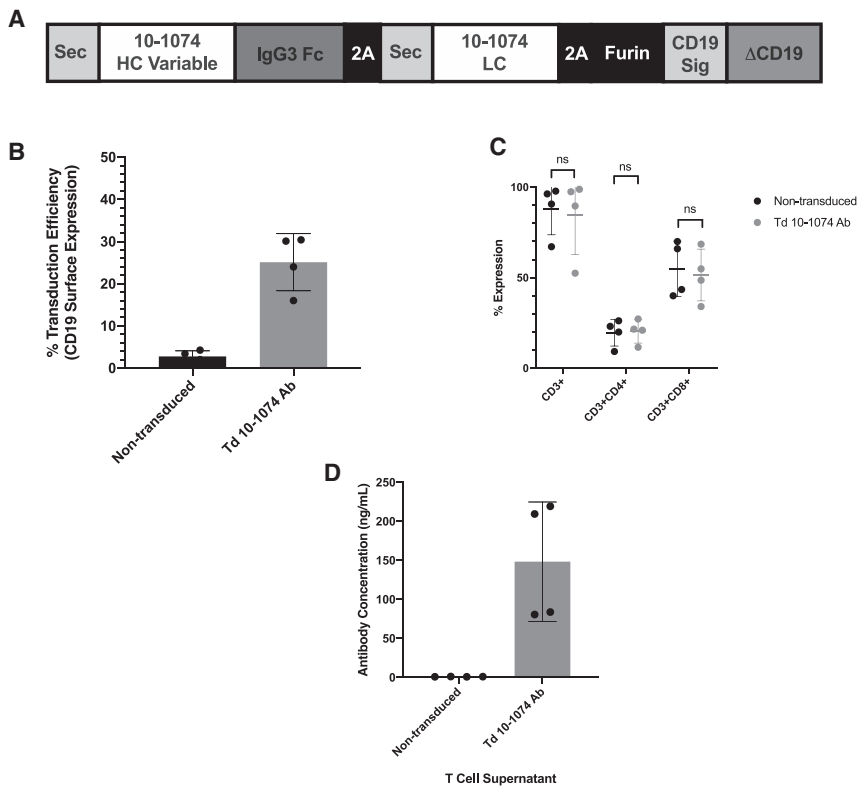 A
Sec
10-1074
HC Variable
IgG3 Fc
2A
Sec
10-1074
LC
2A
Furin
CD19
Sig
ΔCD19
B
% Transduction Efficiency
(CD19 Surface Expression)
50
40
30
20
10
0
Non-transduced
Td 10-1074 Ab
C
% Expression
100
50
0
ns
ns
ns
CD3+
CD3+CD4+
CD3+CD8+
Non-transduced
Td 10-1074 Ab
D
Antibody Concentration (ng/mL)
250
200
150
100
50
0
Non-transduced
Td 10-1074 Ab
T Cell Supernatant